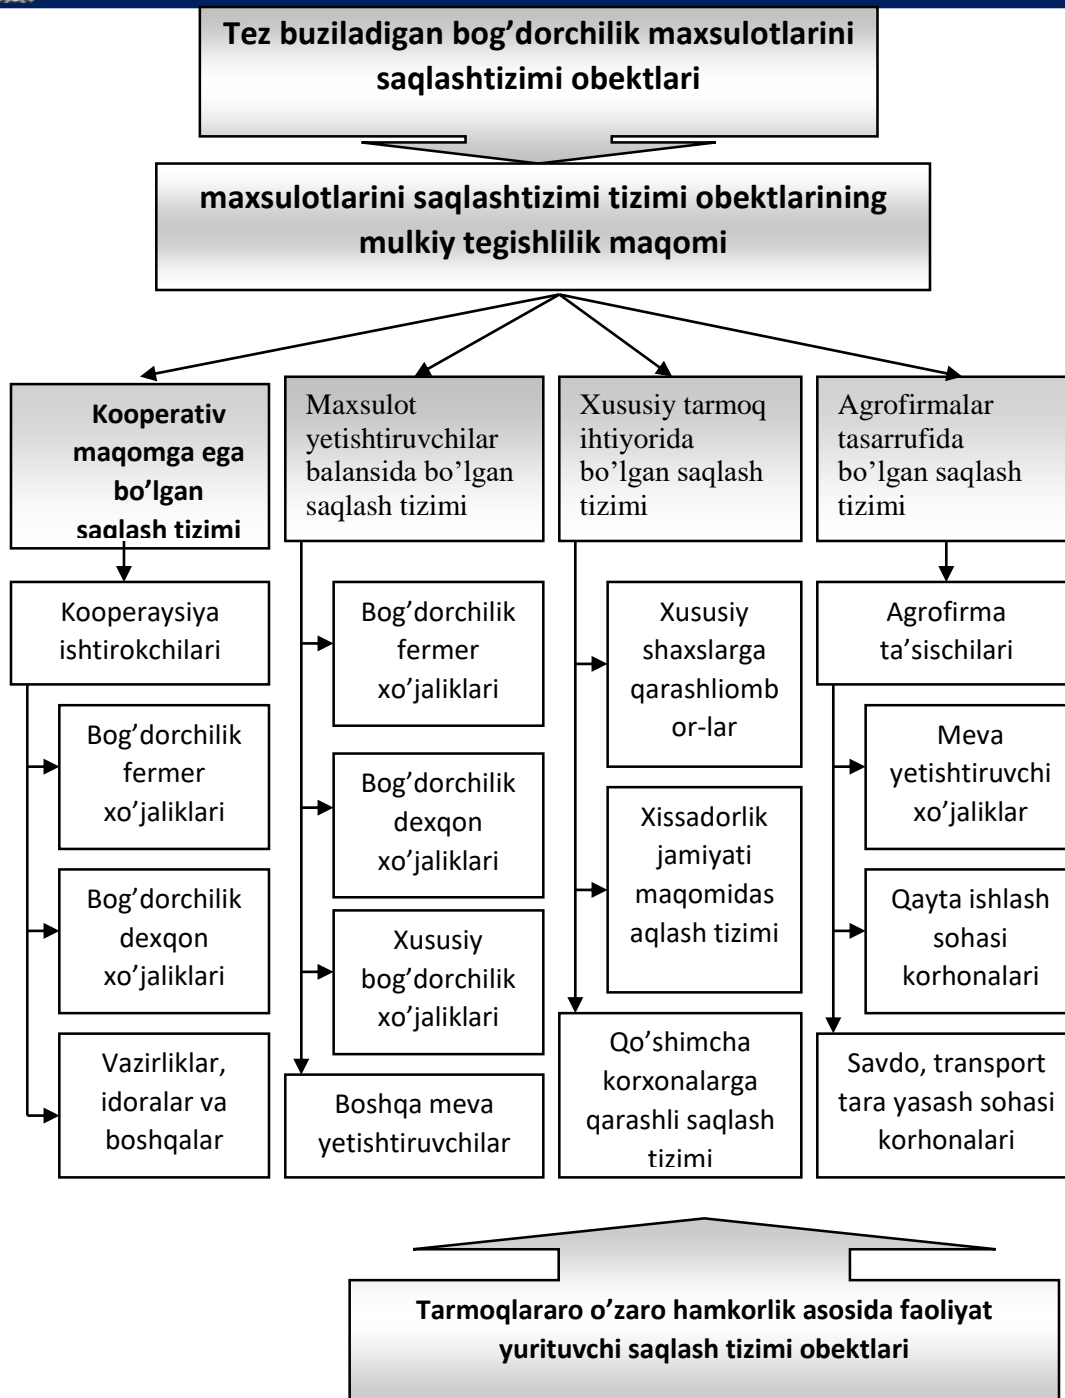 Tez buziladigan bog’dorchilik maxsulotlarini
saqlashtizimi obektlari
maxsulotlarini saqlashtizimi tizimi obektlarining
mulkiy tegishlilik maqomi
Kooperativ
maqomga ega
bo’lgan
saqlash tizimi
Kooperaysiya
ishtirokchilari
Bog’dorchilik
fermer
xo’jaliklari
Bog’dorchilik
dexqon
xo’jaliklari
Vazirliklar,
idoralar va
boshqalar
Maxsulot
yetishtiruvchilar
balansida bo’lgan
saqlash tizimi
Bog’dorchilik
fermer
xo’jaliklari
Bog’dorchilik
dexqon
xo’jaliklari
Xususiy
bog’dorchilik
xo’jaliklari
Boshqa meva
yetishtiruvchilar
Xususiy tarmoq
ihtiyorida
bo’lgan saqlash
tizimi
Xususiy
shaxslarga
qarashliomb
or-lar
Xissadorlik
jamiyati
maqomidas
aqlash tizimi
Qo’shimcha
korxonalarga
qarashli saqlash
tizimi
Agrofirmalar
tasarrufida
bo’lgan saqlash
tizimi
Agrofirma
ta’sischilari
Meva
yetishtiruvchi
xo’jaliklar
Qayta ishlash
sohasi
korhonalari
Savdo, transport
tara yasash sohasi
korhonalari
Tarmoqlararo o’zaro hamkorlik asosida faoliyat
yurituvchi saqlash tizimi obektlari